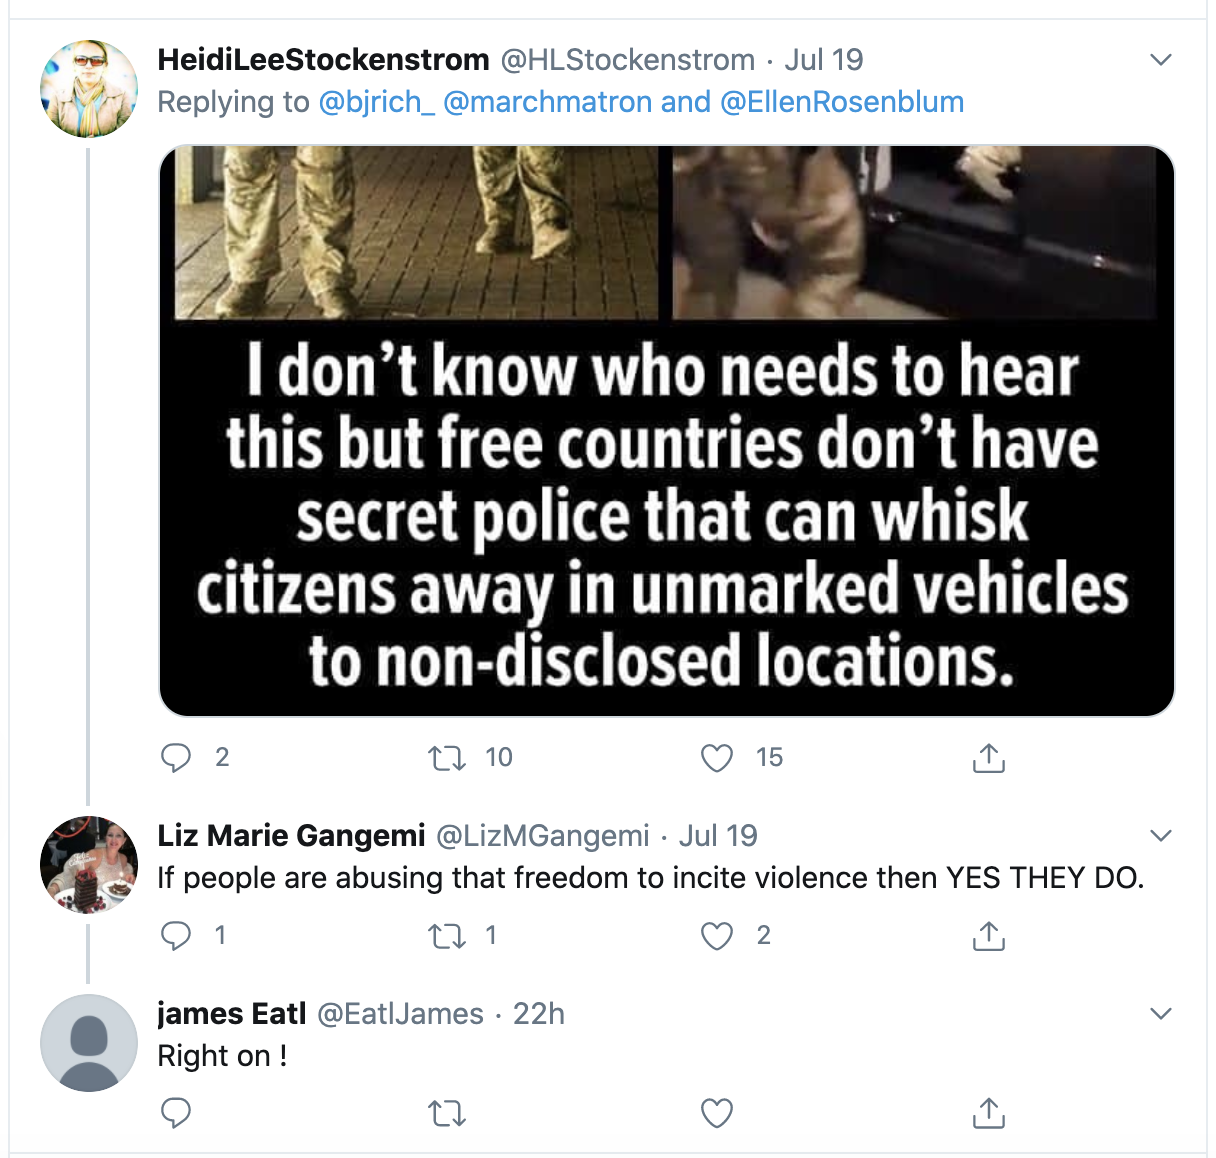 HeidiLeeStockenstrom @HLStockenstrom · Jul 19
Replying to @bjrich_ @marchmatron and @EllenRosenblum
I don't know who needs to hear
this but free countries don't have
secret police that can whisk
citizens away in unmarked vehicles
to non-disclosed locations.
2 10 15
Liz Marie Gangemi @LizMGangemi · Jul 19
If people are abusing that freedom to incite violence then YES THEY DO.
1 1 2
james Eatl @EatlJames · 22h
Right on !